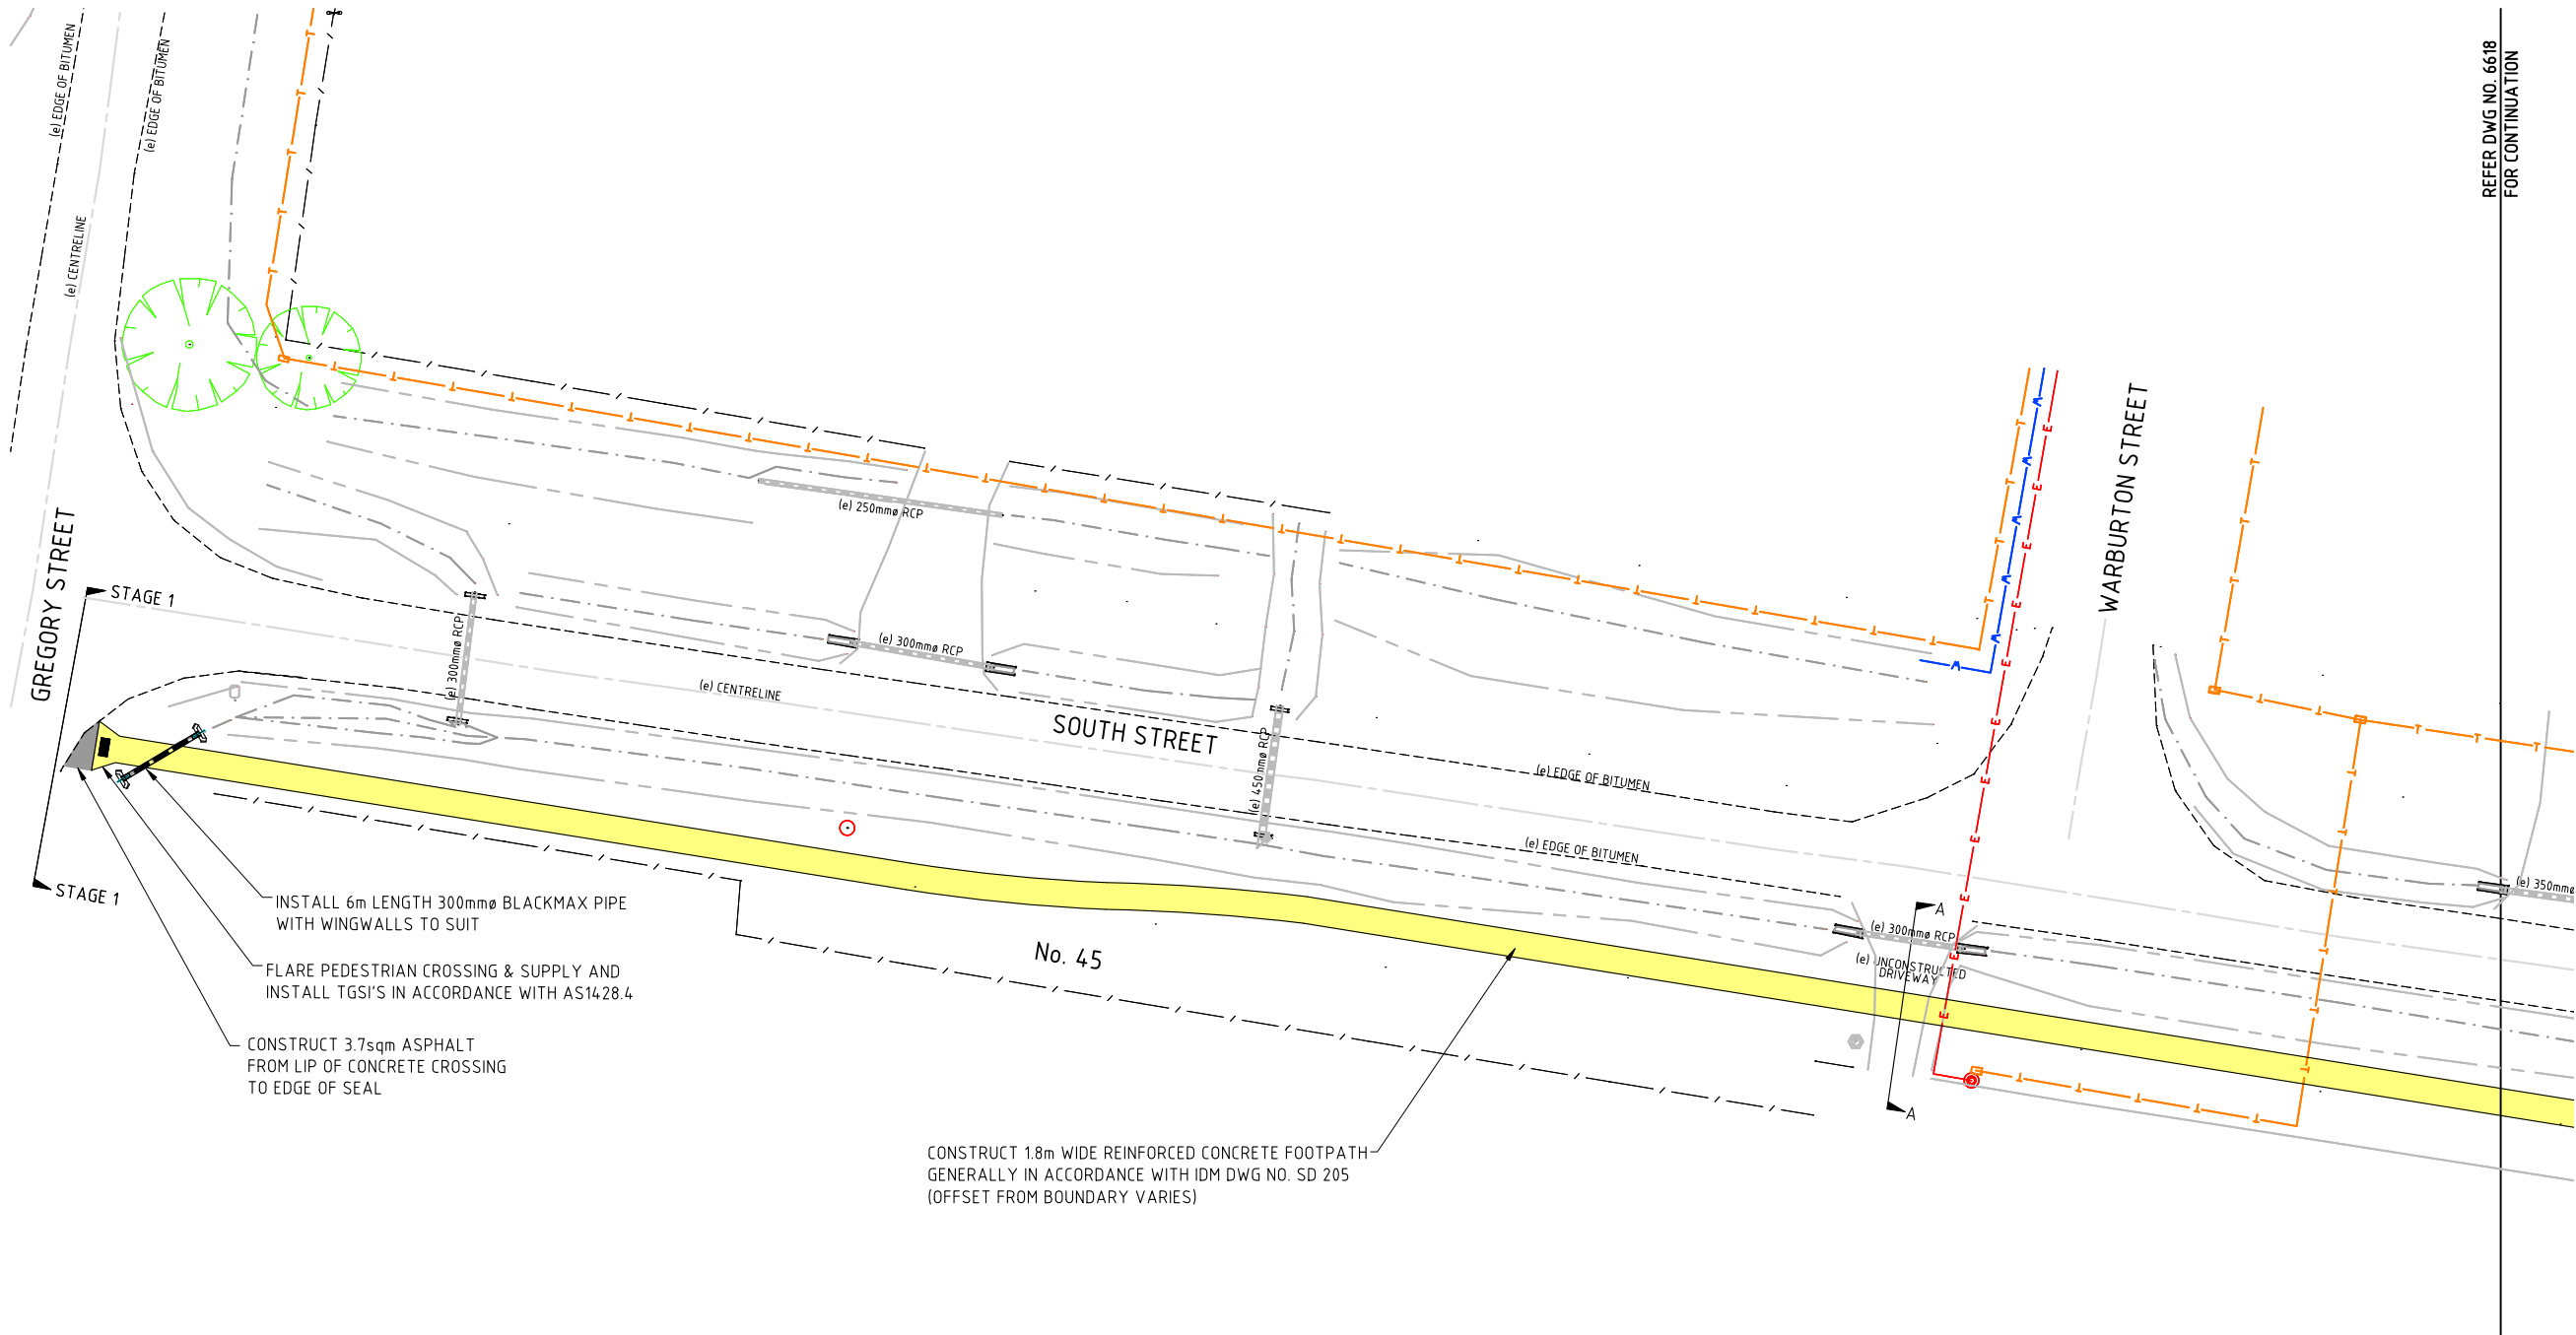 (e) EDGE OF BITUMEN
(e) EDGE OF BITUMEN
(e) CENTRELINE
REFER DWG NO. 6618
FOR CONTINUATION
GREGORY STREET
WARBURTON STREET
STAGE 1
STAGE 1
(e) 250mmø RCP
(e) 300mmø RCP
(e) 300mmø RCP
(e) CENTRELINE
SOUTH STREET
(e) 450mmø RCP
(e) EDGE OF BITUMEN
(e) EDGE OF BITUMEN
(e) 350mmø
A
(e) 300mmø RCP
(e) UNCONSTRUCTED
DRIVEWAY
A
No. 45
INSTALL 6m LENGTH 300mmø BLACKMAX PIPE
WITH WINGWALLS TO SUIT
FLARE PEDESTRIAN CROSSING & SUPPLY AND
INSTALL TGSI'S IN ACCORDANCE WITH AS1428.4
CONSTRUCT 3.7sqm ASPHALT
FROM LIP OF CONCRETE CROSSING
TO EDGE OF SEAL
CONSTRUCT 1.8m WIDE REINFORCED CONCRETE FOOTPATH
GENERALLY IN ACCORDANCE WITH IDM DWG NO. SD 205
(OFFSET FROM BOUNDARY VARIES)